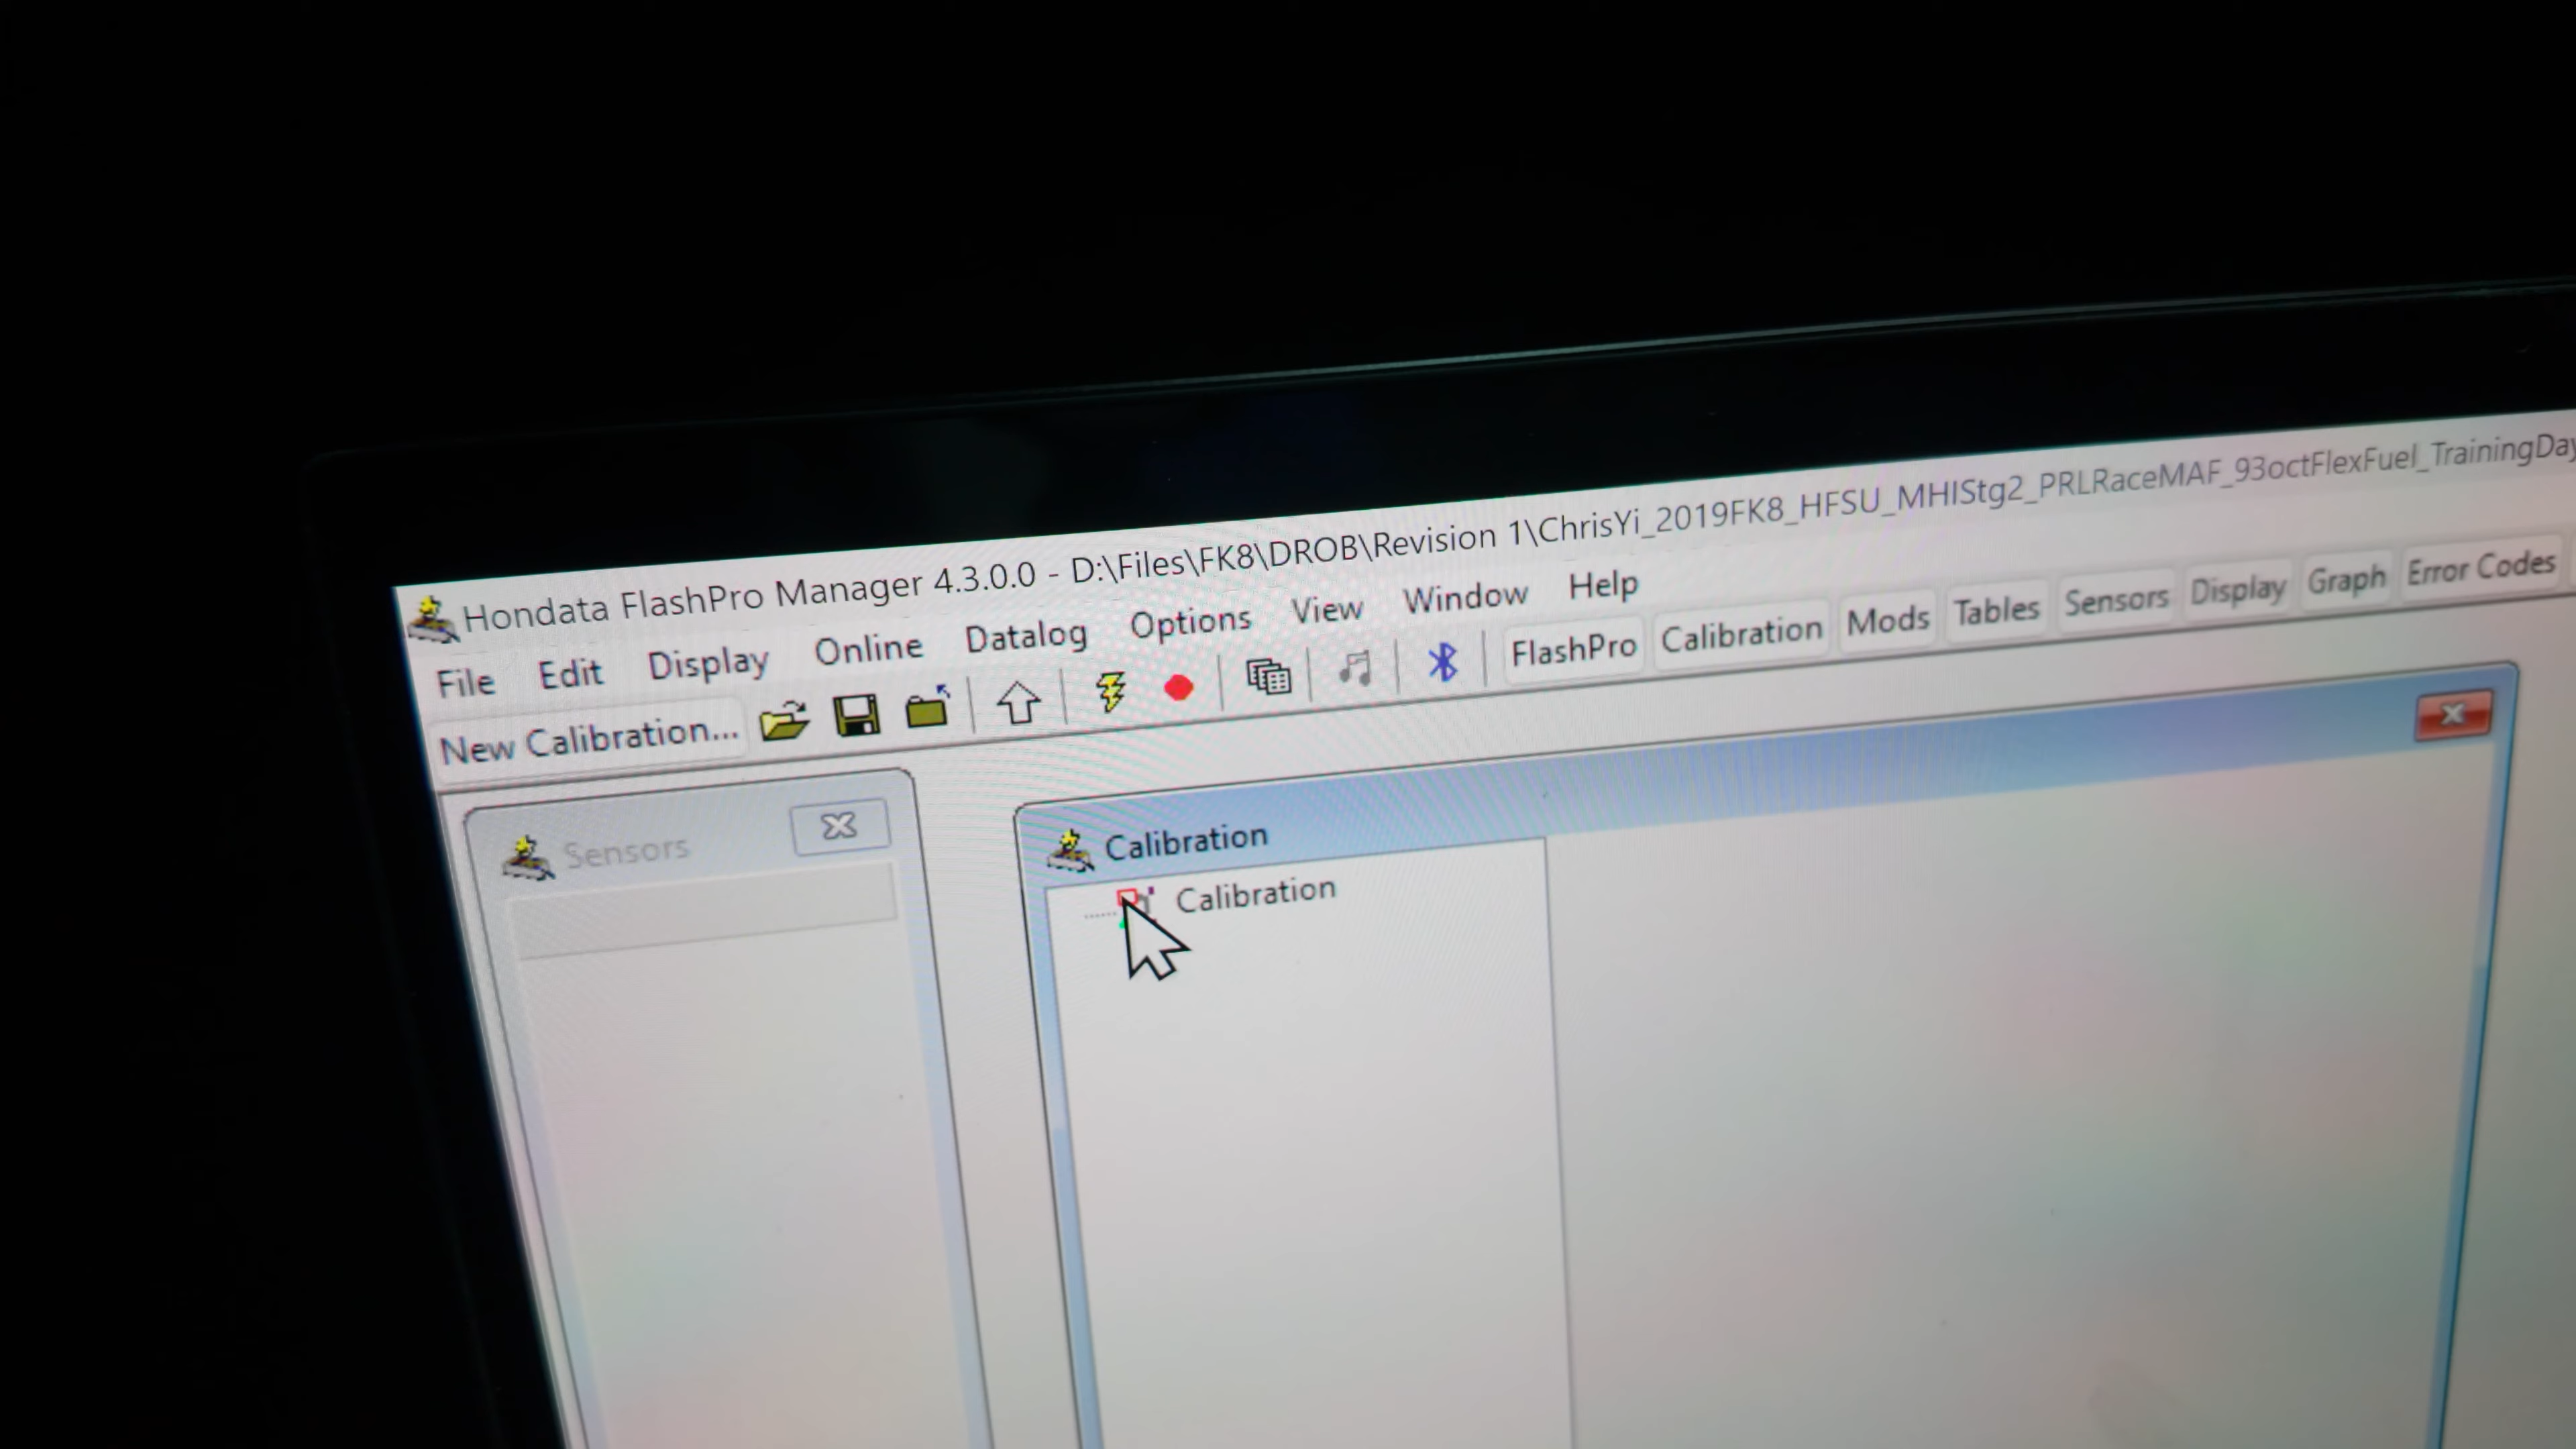 Hondata FlashPro Manager 4.3.0.0 - D:\Files\FK8\DROB\Revision 1\ChrisYi_2019FK8_HFSU_MHIStg2_PRLRaceMAF_93octFlexFuel_TrainingDay
File Edit Display Online Datalog Options View Window Help
New Calibration... FlashPro Calibration Mods Tables Sensors Display Graph Error Codes
Sensors
Calibration
Calibration